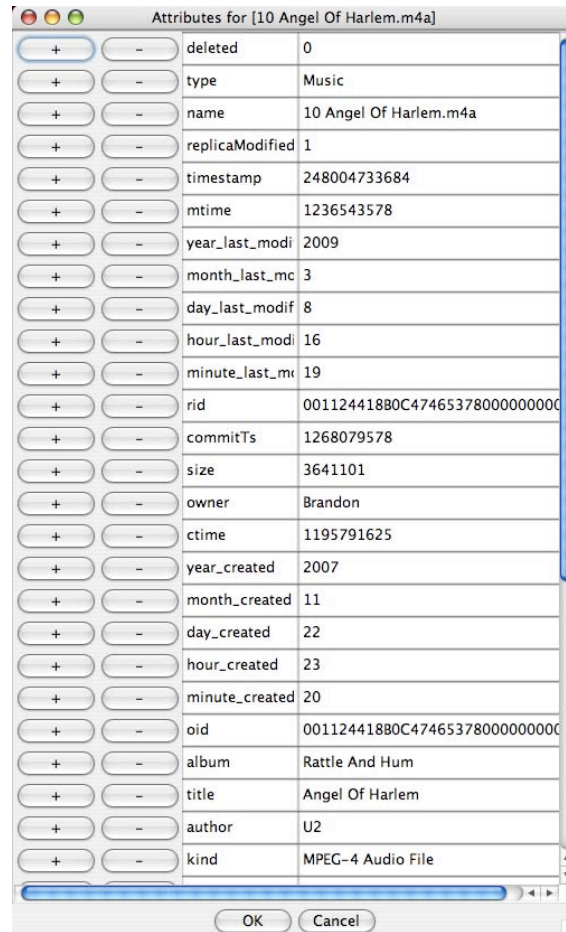 Attributes for [10 Angel Of Harlem.m4a]
+ - deleted 0
+ - type Music
+ - name 10 Angel Of Harlem.m4a
+ - replicaModified 1
+ - timestamp 248004733684
+ - mtime 1236543578
+ - year_last_modi 2009
+ - month_last_mc 3
+ - day_last_modif 8
+ - hour_last_modi 16
+ - minute_last_m 19
+ - rid 001124418B0C47465378000000000
+ - commitTs 1268079578
+ - size 3641101
+ - owner Brandon
+ - ctime 1195791625
+ - year_created 2007
+ - month_created 11
+ - day_created 22
+ - hour_created 23
+ - minute_created 20
+ - oid 001124418B0C47465378000000000
+ - album Rattle And Hum
+ - title Angel Of Harlem
+ - author U2
+ - kind MPEG-4 Audio File
OK Cancel